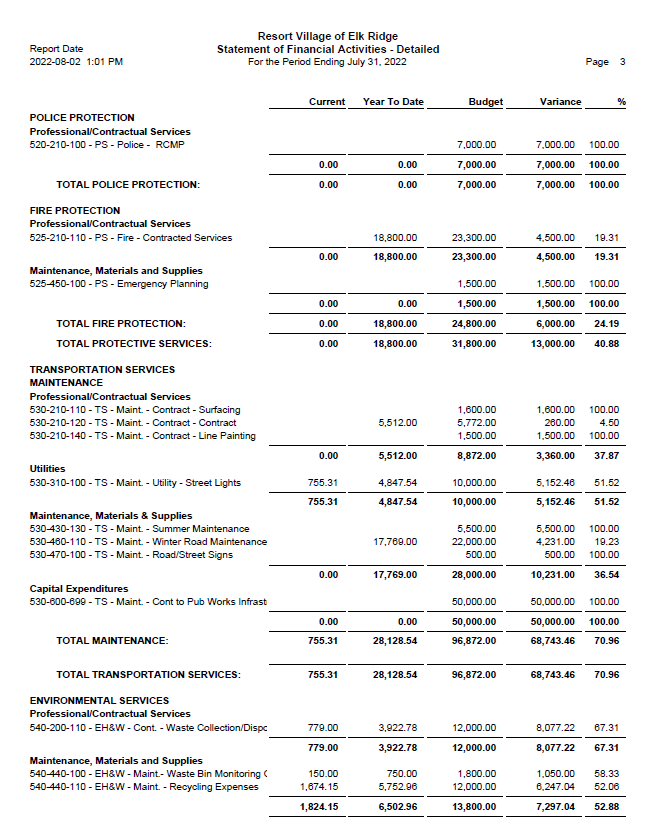 Resort Village of Elk Ridge
Report Date Statement of Financial Activities - Detailed
2022-08-02 1:01 PM For the Period Ending July 31, 2022 Page 3
Current Year To Date Budget Variance %
POLICE PROTECTION
Professional/Contractual Services
520-210-100 - PS - Police - RCMP 7,000.00 7,000.00 100.00
0.00 0.00 7,000.00 7,000.00 100.00
TOTAL POLICE PROTECTION: 0.00 0.00 7,000.00 7,000.00 100.00
FIRE PROTECTION
Professional/Contractual Services
525-210-110 - PS - Fire - Contracted Services 18,800.00 23,300.00 4,500.00 19.31
0.00 18,800.00 23,300.00 4,500.00 19.31
Maintenance, Materials and Supplies
525-450-100 - PS - Emergency Planning 1,500.00 1,500.00 100.00
0.00 0.00 1,500.00 1,500.00 100.00
TOTAL FIRE PROTECTION: 0.00 18,800.00 24,800.00 6,000.00 24.19
TOTAL PROTECTIVE SERVICES: 0.00 18,800.00 31,800.00 13,000.00 40.88
TRANSPORTATION SERVICES
MAINTENANCE
Professional/Contractual Services
530-210-110 - TS - Maint. - Contract - Surfacing 1,600.00 1,600.00 100.00
530-210-120 - TS - Maint. - Contract - Contract 5,512.00 5,772.00 260.00 4.50
530-210-140 - TS - Maint. - Contract - Line Painting 1,500.00 1,500.00 100.00
0.00 5,512.00 8,872.00 3,360.00 37.87
Utilities
530-310-100 - TS - Maint. - Utility - Street Lights 755.31 4,847.54 10,000.00 5,152.46 51.52
755.31 4,847.54 10,000.00 5,152.46 51.52
Maintenance, Materials & Supplies
530-430-130 - TS - Maint. - Summer Maintenance 5,500.00 5,500.00 100.00
530-460-110 - TS - Maint. - Winter Road Maintenance 17,769.00 22,000.00 4,231.00 19.23
530-470-100 - TS - Maint. - Road/Street Signs 500.00 500.00 100.00
0.00 17,769.00 28,000.00 10,231.00 36.54
Capital Expenditures
530-600-699 - TS - Maint. - Cont to Pub Works Infrast 50,000.00 50,000.00 100.00
0.00 0.00 50,000.00 50,000.00 100.00
TOTAL MAINTENANCE: 755.31 28,128.54 96,872.00 68,743.46 70.96
TOTAL TRANSPORTATION SERVICES: 755.31 28,128.54 96,872.00 68,743.46 70.96
ENVIRONMENTAL SERVICES
Professional/Contractual Services
540-200-110 - EH&W - Cont. - Waste Collection/Dispo 779.00 3,922.78 12,000.00 8,077.22 67.31
779.00 3,922.78 12,000.00 8,077.22 67.31
Maintenance, Materials and Supplies
540-440-100 - EH&W - Maint.- Waste Bin Monitoring C 150.00 750.00 1,800.00 1,050.00 58.33
540-440-110 - EH&W - Maint. - Recycling Expenses 1,674.15 5,752.96 12,000.00 6,247.04 52.06
1,824.15 6,502.96 13,800.00 7,297.04 52.88